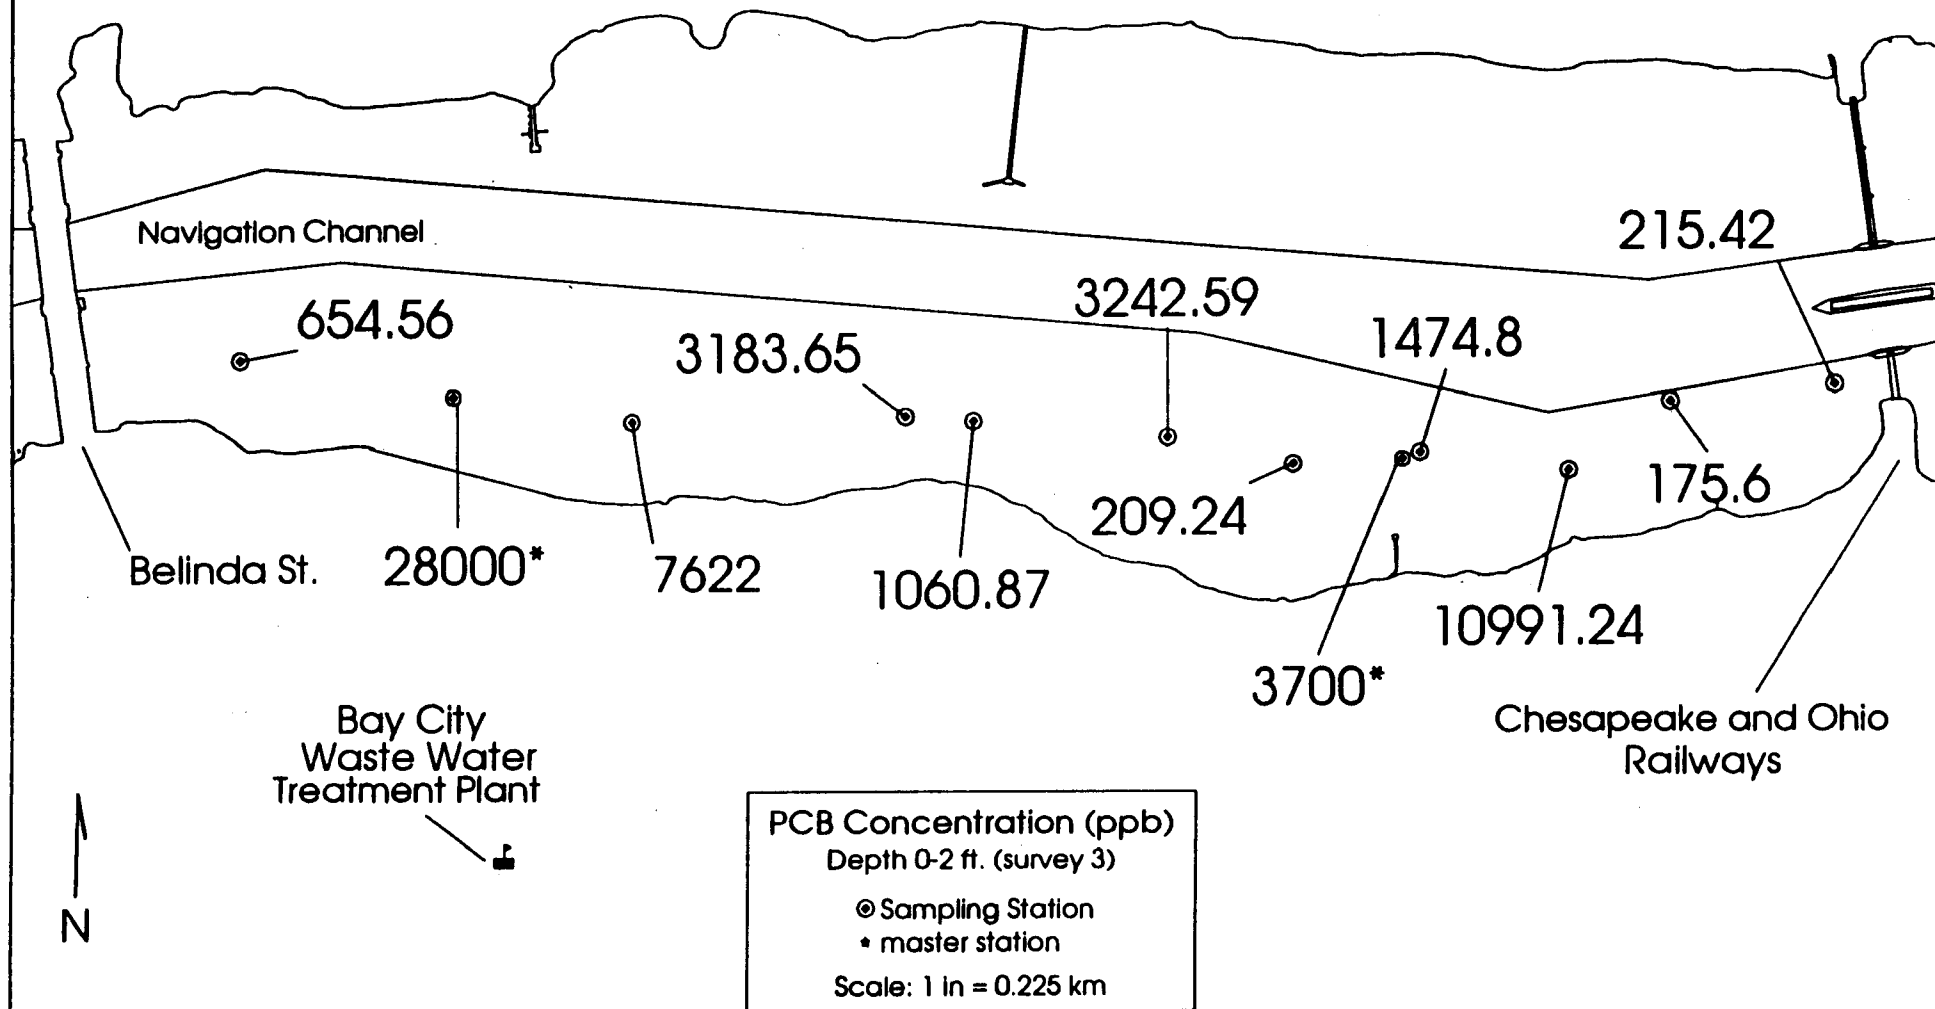 Navigation Channel
215.42
3242.59
654.56
1474.8
3183.65
175.6
209.24
Belinda St.
28000*
7622
1060.87
10991.24
3700*
Bay City
Waste Water
Treatment Plant
Chesapeake and Ohio
Railways
N
PCB Concentration (ppb)
Depth 0-2 ft. (survey 3)
Sampling Station
* master station
Scale: 1 in = 0.225 km